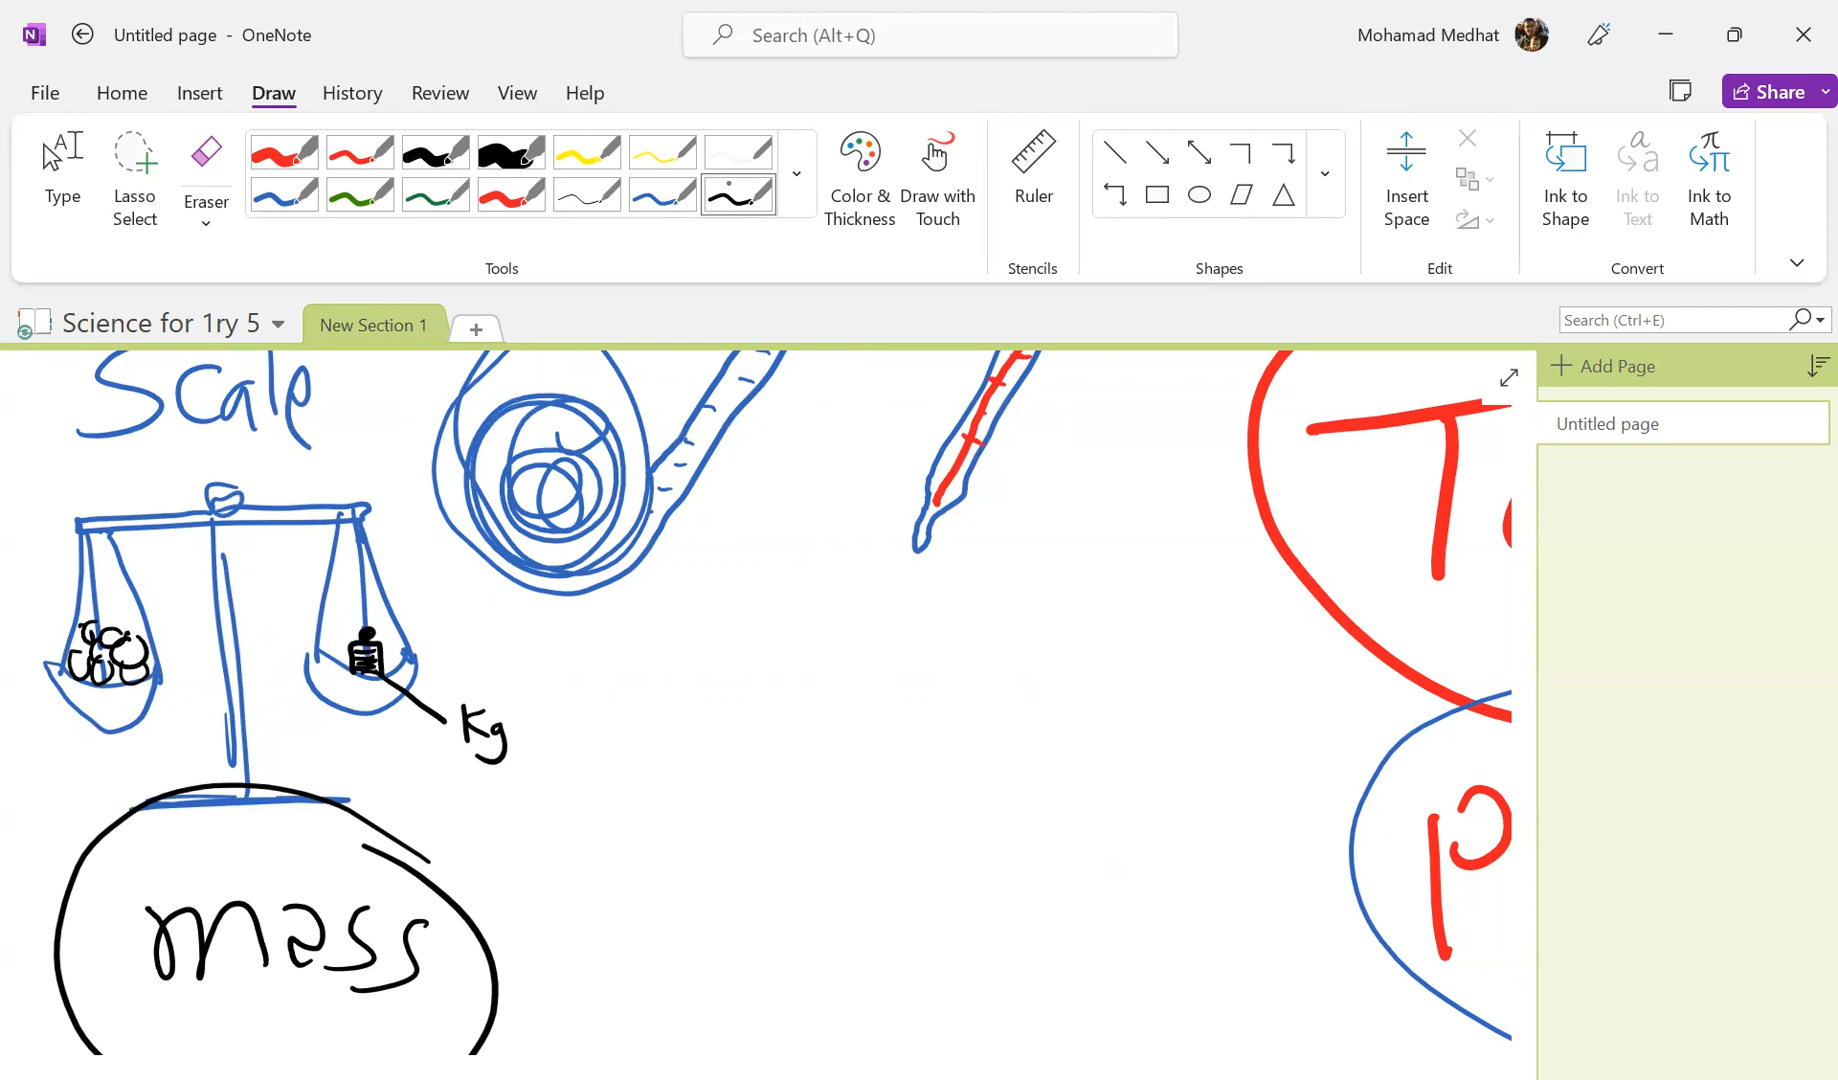 Untitled page - OneNote
Search (Alt+Q)
Mohamad Medhat
File Home Insert Draw History Review View Help
Share
Type
Lasso Select
Eraser
Color & Thickness
Draw with Touch
Ruler
Insert Space
Ink to Shape
Ink to Text
Ink to Math
Tools
Stencils
Shapes
Edit
Convert
Science for 1ry 5
New Section 1
Search (Ctrl+E)
Add Page
Untitled page
Scale
T
Kg
P
mass